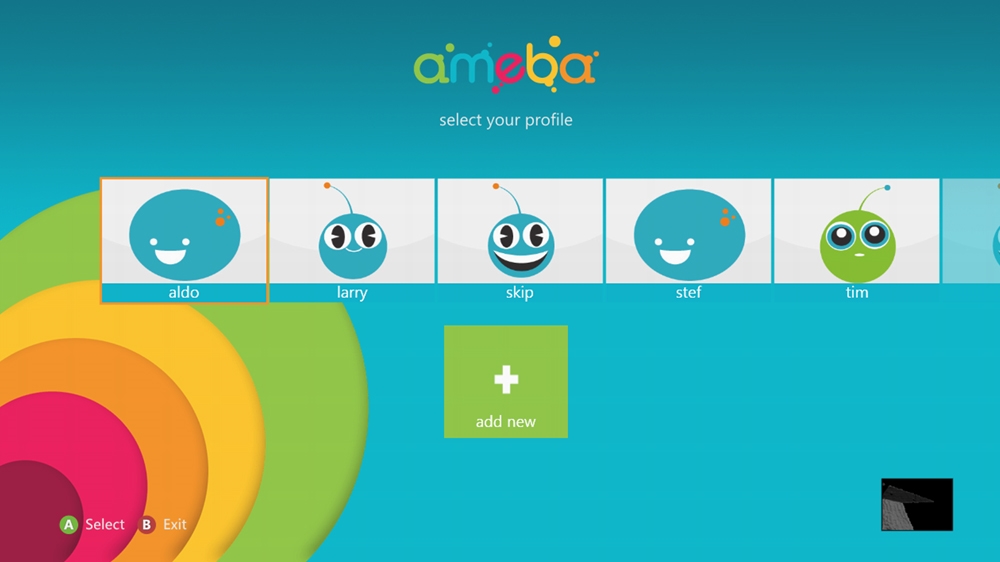 ameba
select your profile
aldo
larry
skip
stef
tim
add new
A Select B Exit